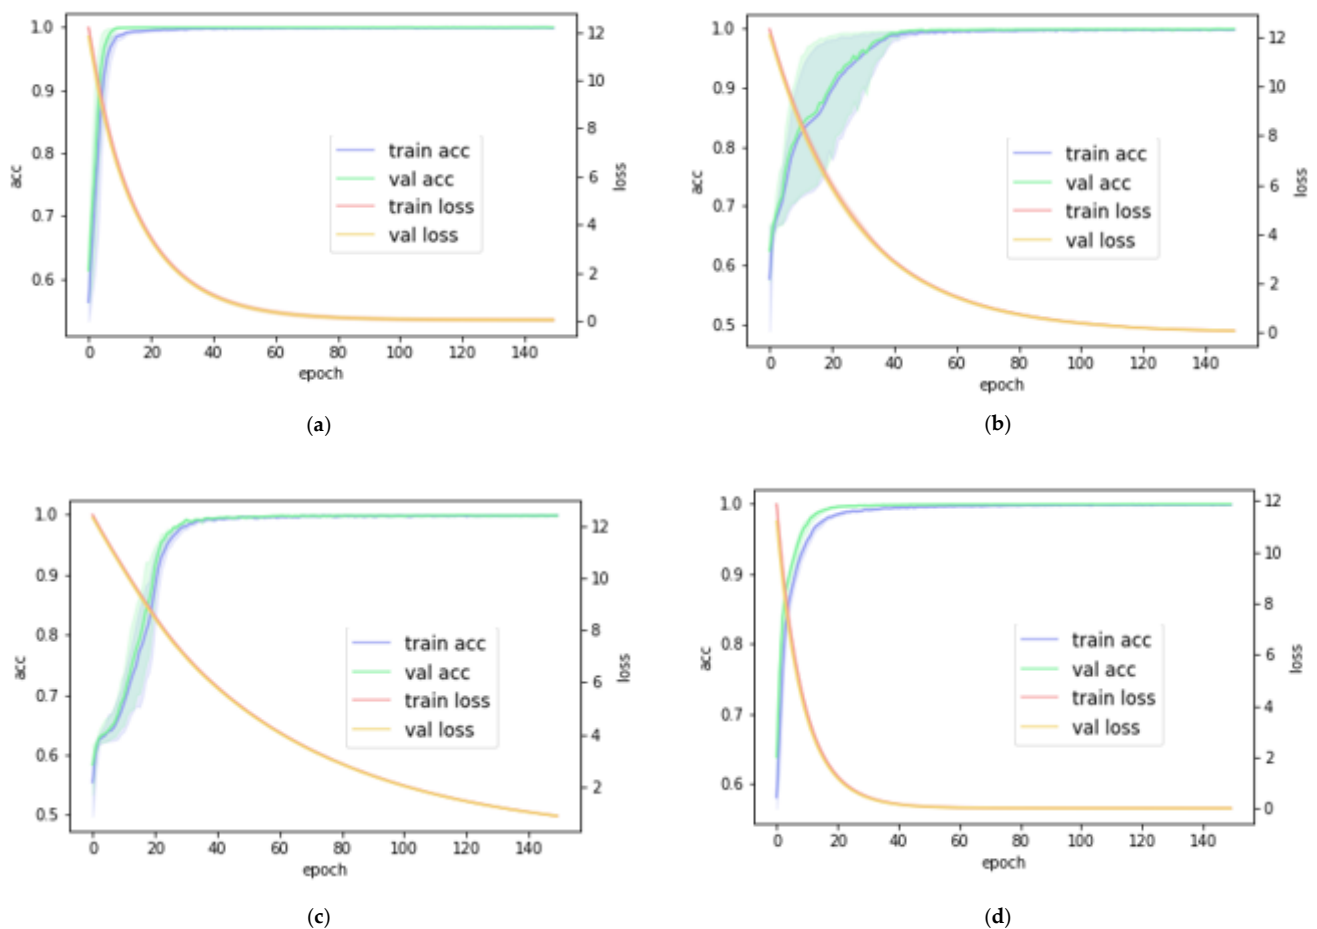 1.0
0.9
0.8
0.7
0.6
acc
12
10
8
6
4
2
0
loss
train acc
val acc
train loss
val loss
0 20 40 60 80 100 120 140
epoch
(a)
1.0
0.9
0.8
0.7
0.6
0.5
acc
12
10
8
6
4
2
0
loss
train acc
val acc
train loss
val loss
0 20 40 60 80 100 120 140
epoch
(b)
1.0
0.9
0.8
0.7
0.6
0.5
acc
12
10
8
6
4
2
loss
train acc
val acc
train loss
val loss
0 20 40 60 80 100 120 140
epoch
(c)
1.0
0.9
0.8
0.7
0.6
acc
12
10
8
6
4
2
0
loss
train acc
val acc
train loss
val loss
0 20 40 60 80 100 120 140
epoch
(d)